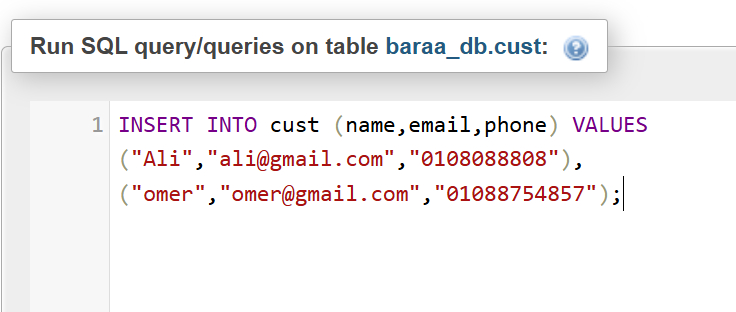 Run SQL query/queries on table baraa_db.cust:
1 INSERT INTO cust (name,email,phone) VALUES
("Ali","ali@gmail.com","0108088808"),
("omer","omer@gmail.com","01088754857");